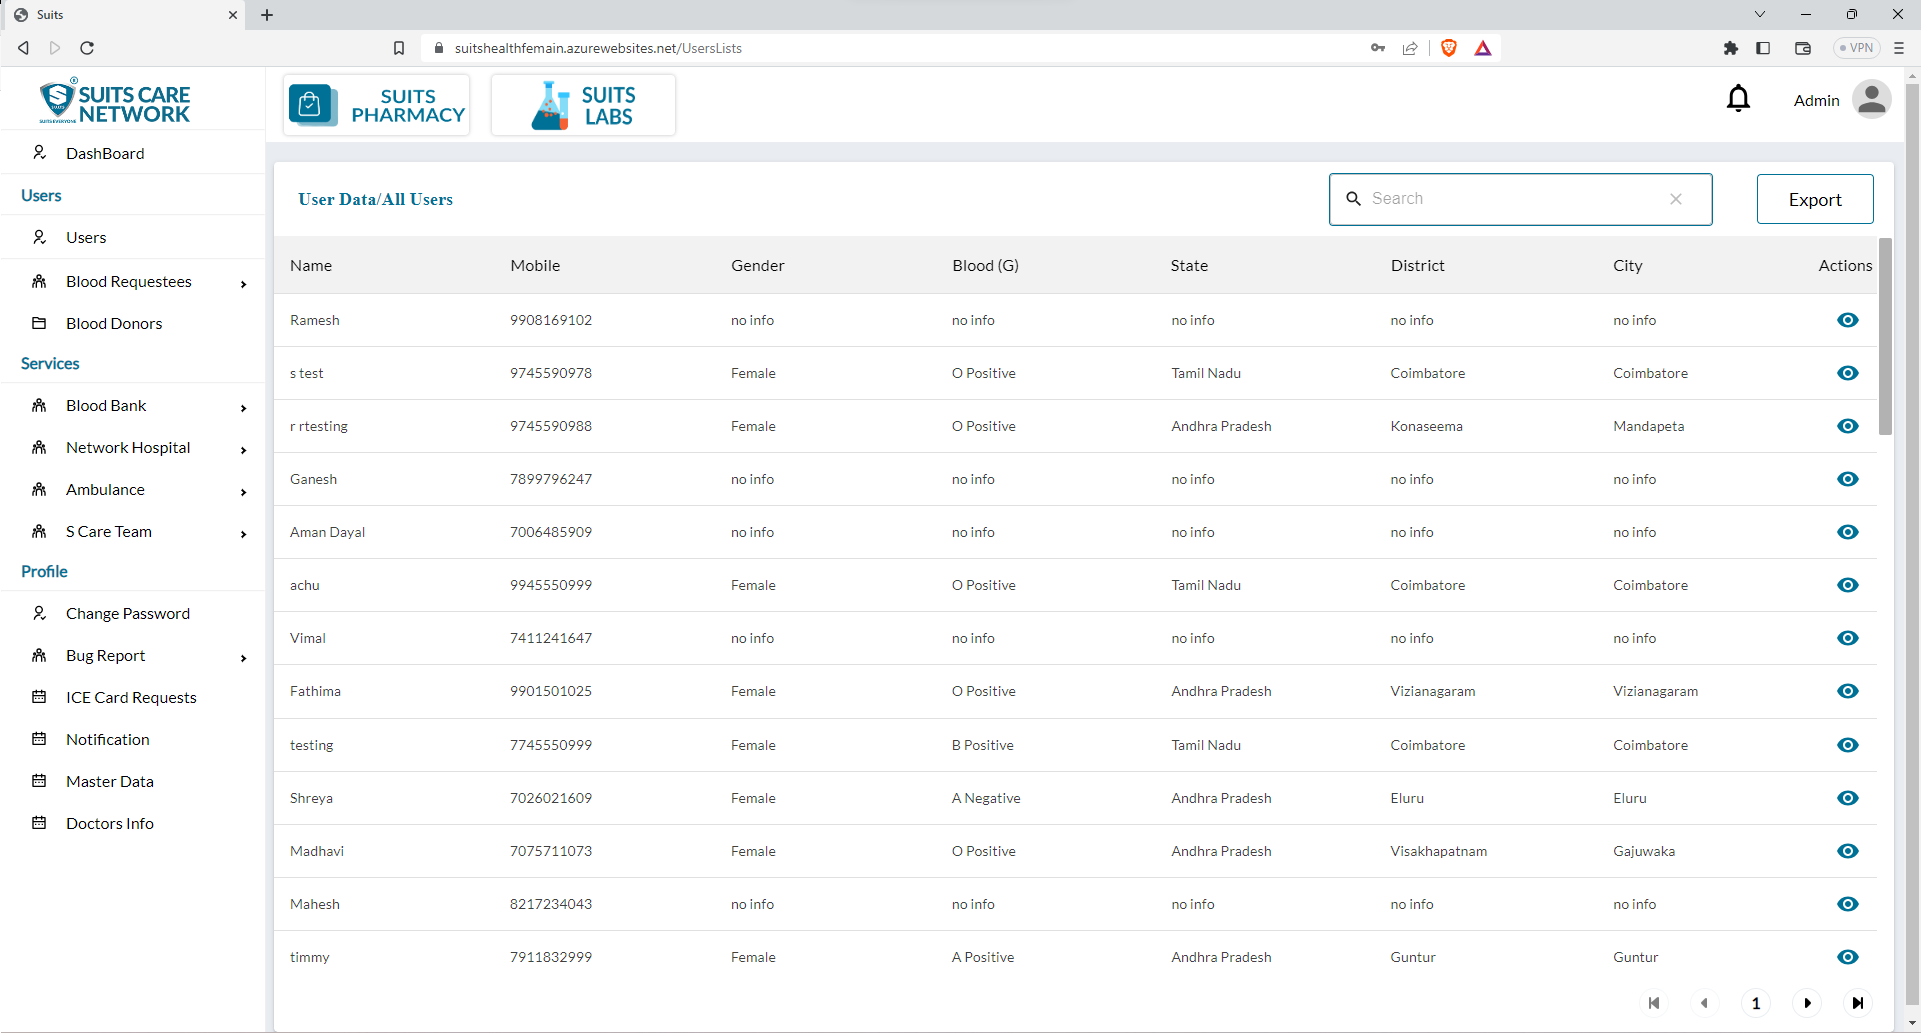 Suits
suitshealthfemain.azurewebsites.net/UsersLists
VPN
SUITS CARE
NETWORK
SUITS EVERYONE
SUITS
PHARMACY
SUITS
LABS
Admin
DashBoard
Users
Users
Blood Requestees
Blood Donors
Services
Blood Bank
Network Hospital
Ambulance
S Care Team
Profile
Change Password
Bug Report
ICE Card Requests
Notification
Master Data
Doctors Info
User Data/All Users
Search
Export
Name Mobile Gender Blood (G) State District City Actions
Ramesh 9908169102 no info no info no info no info no info
s test 9745590978 Female O Positive Tamil Nadu Coimbatore Coimbatore
r rtesting 9745590988 Female O Positive Andhra Pradesh Konaseema Mandapeta
Ganesh 7899796247 no info no info no info no info no info
Aman Dayal 7006485909 no info no info no info no info no info
achu 9945550999 Female O Positive Tamil Nadu Coimbatore Coimbatore
Vimal 7411241647 no info no info no info no info no info
Fathima 9901501025 Female O Positive Andhra Pradesh Vizianagaram Vizianagaram
testing 7745550999 Female B Positive Tamil Nadu Coimbatore Coimbatore
Shreya 7026021609 Female A Negative Andhra Pradesh Eluru Eluru
Madhavi 7075711073 Female O Positive Andhra Pradesh Visakhapatnam Gajuwaka
Mahesh 8217234043 no info no info no info no info no info
timmy 7911832999 Female A Positive Andhra Pradesh Guntur Guntur
1